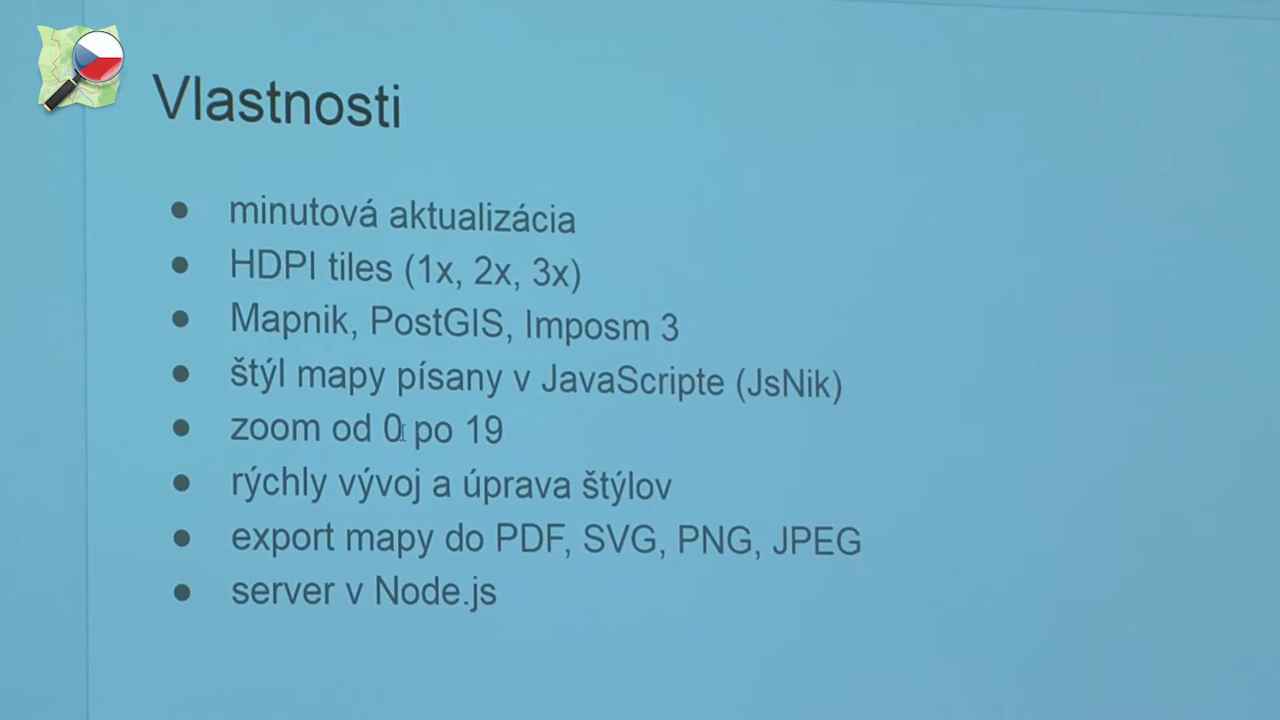 Vlastnosti
● minutová aktualizácia
● HDPI tiles (1x, 2x, 3x)
● Mapnik, PostGIS, Imposm 3
● štýl mapy písany v JavaScripte (JsNik)
● zoom od 0 po 19
● rýchly vývoj a úprava štýlov
● export mapy do PDF, SVG, PNG, JPEG
● server v Node.js